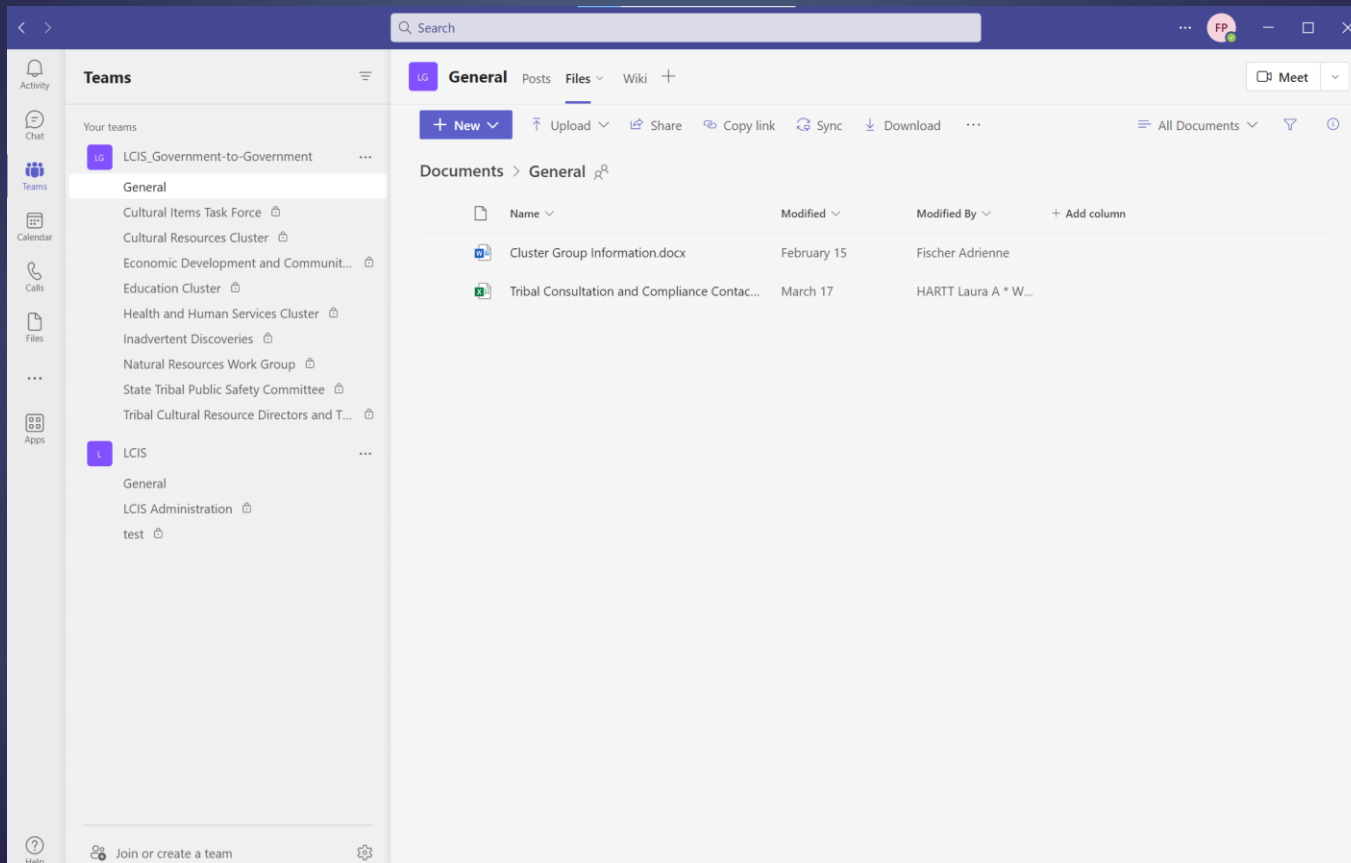 Search
FP
Activity
Chat
Teams
Calendar
Calls
Files
Apps
Help
Teams
Your teams
LG LCIS_Government-to-Government
General
Cultural Items Task Force
Cultural Resources Cluster
Economic Development and Communit...
Education Cluster
Health and Human Services Cluster
Inadvertent Discoveries
Natural Resources Work Group
State Tribal Public Safety Committee
Tribal Cultural Resource Directors and T...
L LCIS
General
LCIS Administration
test
Join or create a team
LG General Posts Files Wiki Meet
New Upload Share Copy link Sync Download All Documents
Documents > General
Name Modified Modified By + Add column
Cluster Group Information.docx February 15 Fischer Adrienne
Tribal Consultation and Compliance Contac... March 17 HARTT Laura A * W...